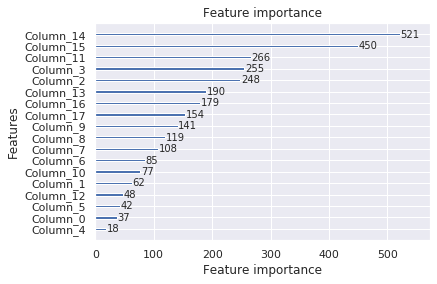 Feature importance
Column_14 521
Column_15 450
Column_11 266
Column_3 255
Column_2 248
Column_13 190
Column_16 179
Column_17 154
Column_9 141
Column_8 119
Column_7 108
Column_6 85
Column_10 77
Column_1 62
Column_12 48
Column_5 42
Column_0 37
Column_4 18
Features
0 100 200 300 400 500
Feature importance